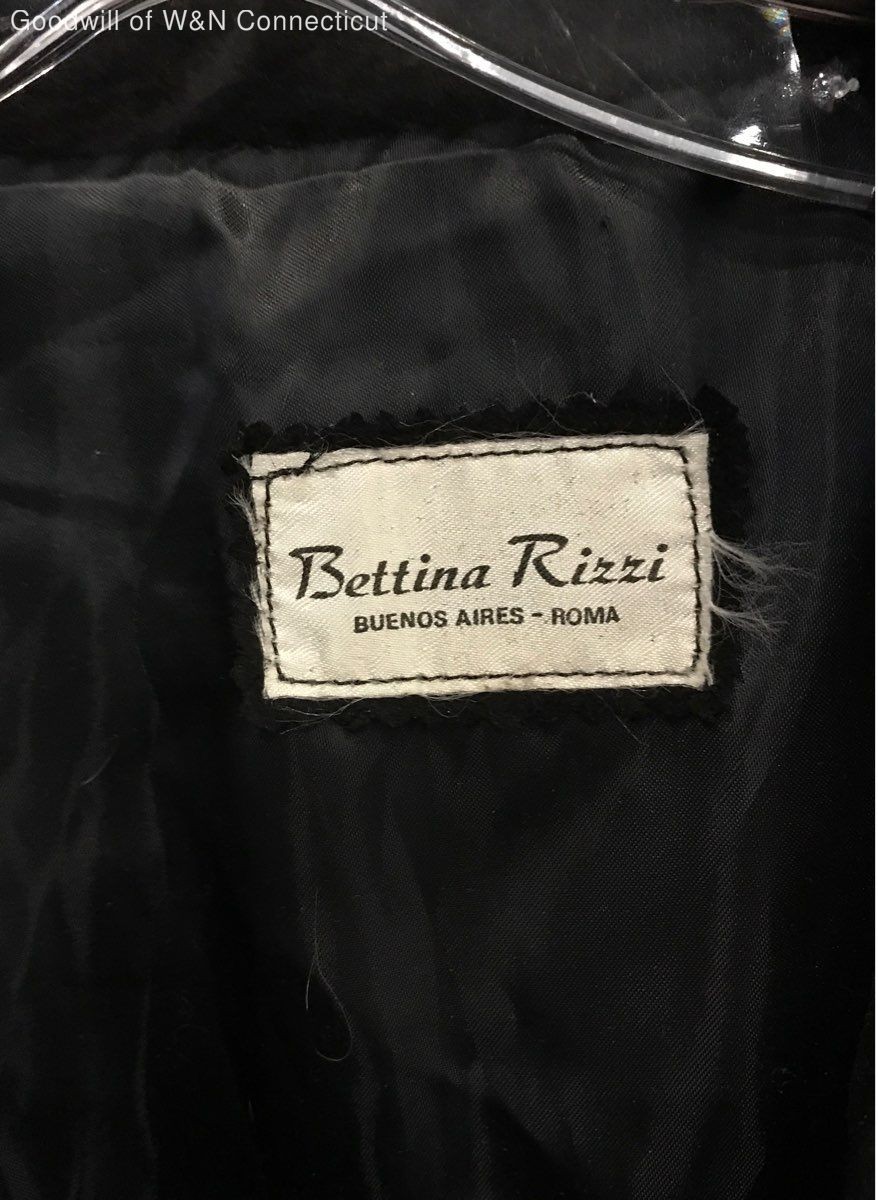 Goodwill of W&N Connecticut
Bettina Rizzi
BUENOS AIRES - ROMA